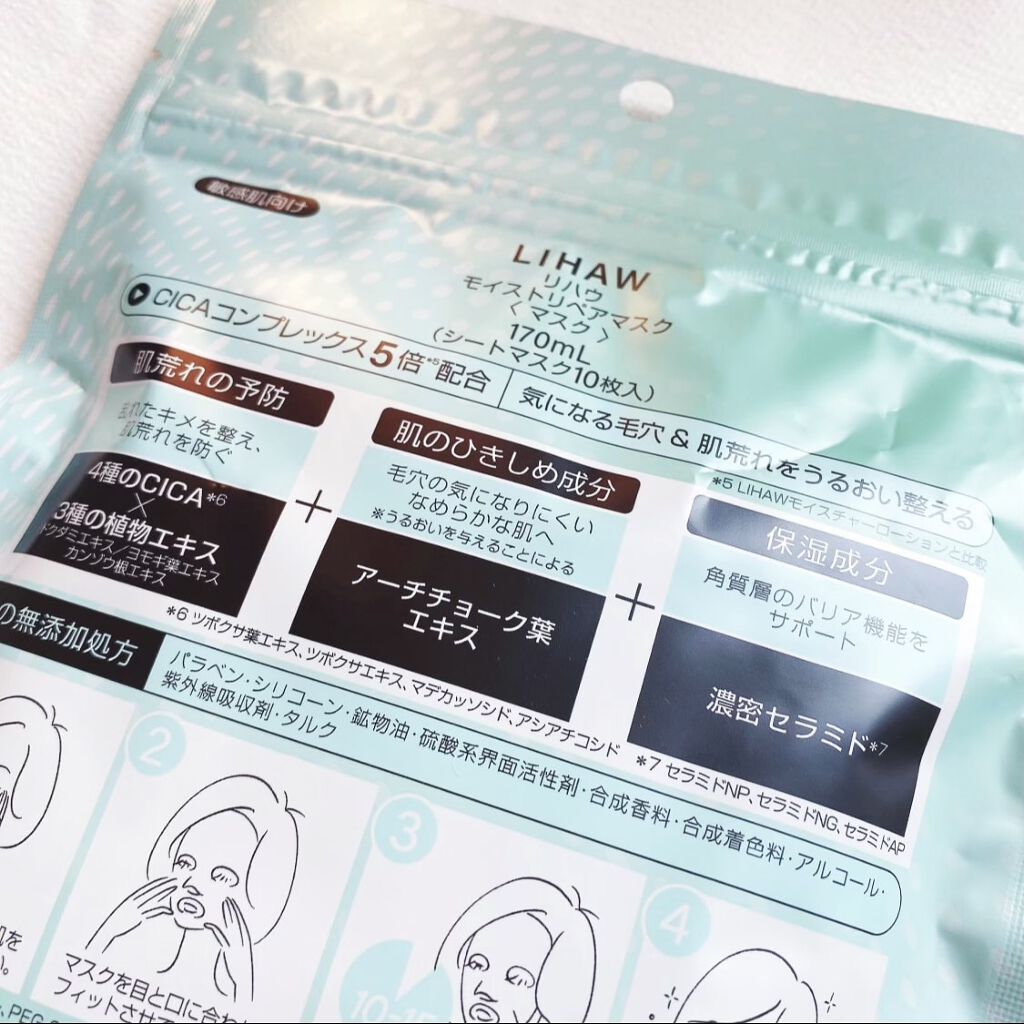 敏感肌向け
LIHAW
リハウ
モイストリペアマスク
〈 マスク 〉
170mL
(シートマスク10枚入)
CICAコンプレックス5倍*5配合
気になる毛穴 & 肌荒れをうるおい整える
*5 LIHAWモイスチャーローションと比較
肌荒れの予防
乱れたキメを整え、
肌荒れを防ぐ
4種のCICA*6
×
3種の植物エキス
ドクダミエキス/ヨモギ葉エキス
カンゾウ根エキス
+
肌のひきしめ成分
毛穴の気になりにくい
なめらかな肌へ
※うるおいを与えることによる
アーチチョーク葉
エキス
+
保湿成分
角質層のバリア機能を
サポート
濃密セラミド*7
*6 ツボクサ葉エキス、ツボクサエキス、マデカッソシド、アシアチコシド
*7 セラミドNP、セラミドNG、セラミドAP
の無添加処方
パラベン・シリコーン・鉱物油・硫酸系界面活性剤・合成香料・合成着色料・アルコール・
紫外線吸収剤・タルク
2
3
4
肌を
マスクを目と口に合わ
フィットさせ
10-15
PEG